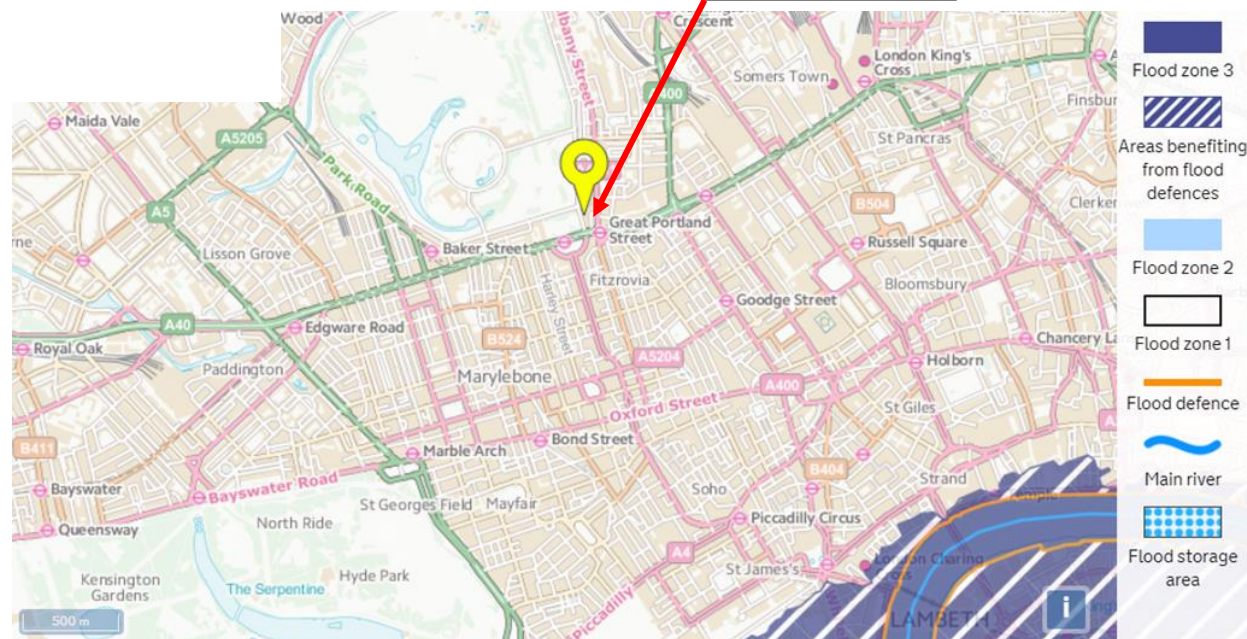 Wood
Albany Street
Crescent
London King's
Cross
Somers Town
A400
Finsbur
Maida Vale
A5205
St Pancras
Park Road
A5
B504
Clerker
Great Portland
Street
Baker Street
Russell Square
Lisson Grove
Fitzrovia
Bloomsbury
Harley Street
Goodge Street
A40
Edgware Road
B524
Chancery La
Royal Oak
A5204
Holborn
Paddington
Marylebone
A400
Oxford Street
St Giles
Bond Street
B411
Marble Arch
B404
Bayswater
Bayswater Road
St Georges Field
Mayfair
Soho
Strand
North Ride
Queensway
Piccadilly Circus
A4
Kensington
Gardens
The Serpentine
Hyde Park
St James's
London Charing
Piccadilly
LAMBETH
500 m
i
Flood zone 3
Areas benefiting
from flood
defences
Flood zone 2
Flood zone 1
Flood defence
Main river
Flood storage
area